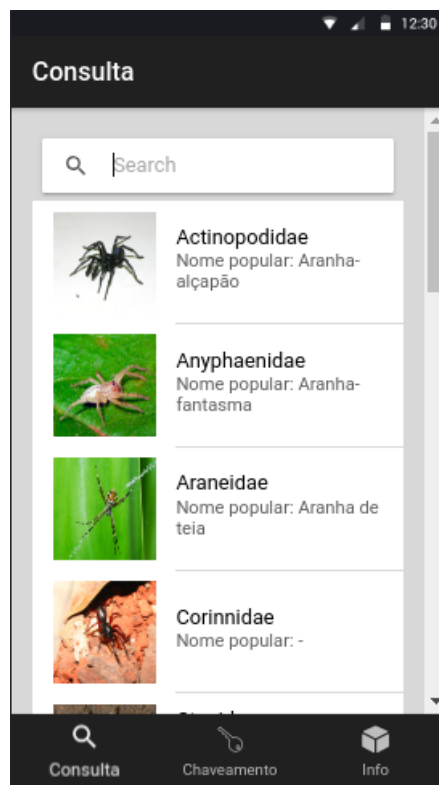 12:30
Consulta
Search
Actinopodidae
Nome popular: Aranha-
alçapão
Anyphaenidae
Nome popular: Aranha-
fantasma
Araneidae
Nome popular: Aranha de
teia
Corinnidae
Nome popular: -
Consulta
Chaveamento
Info